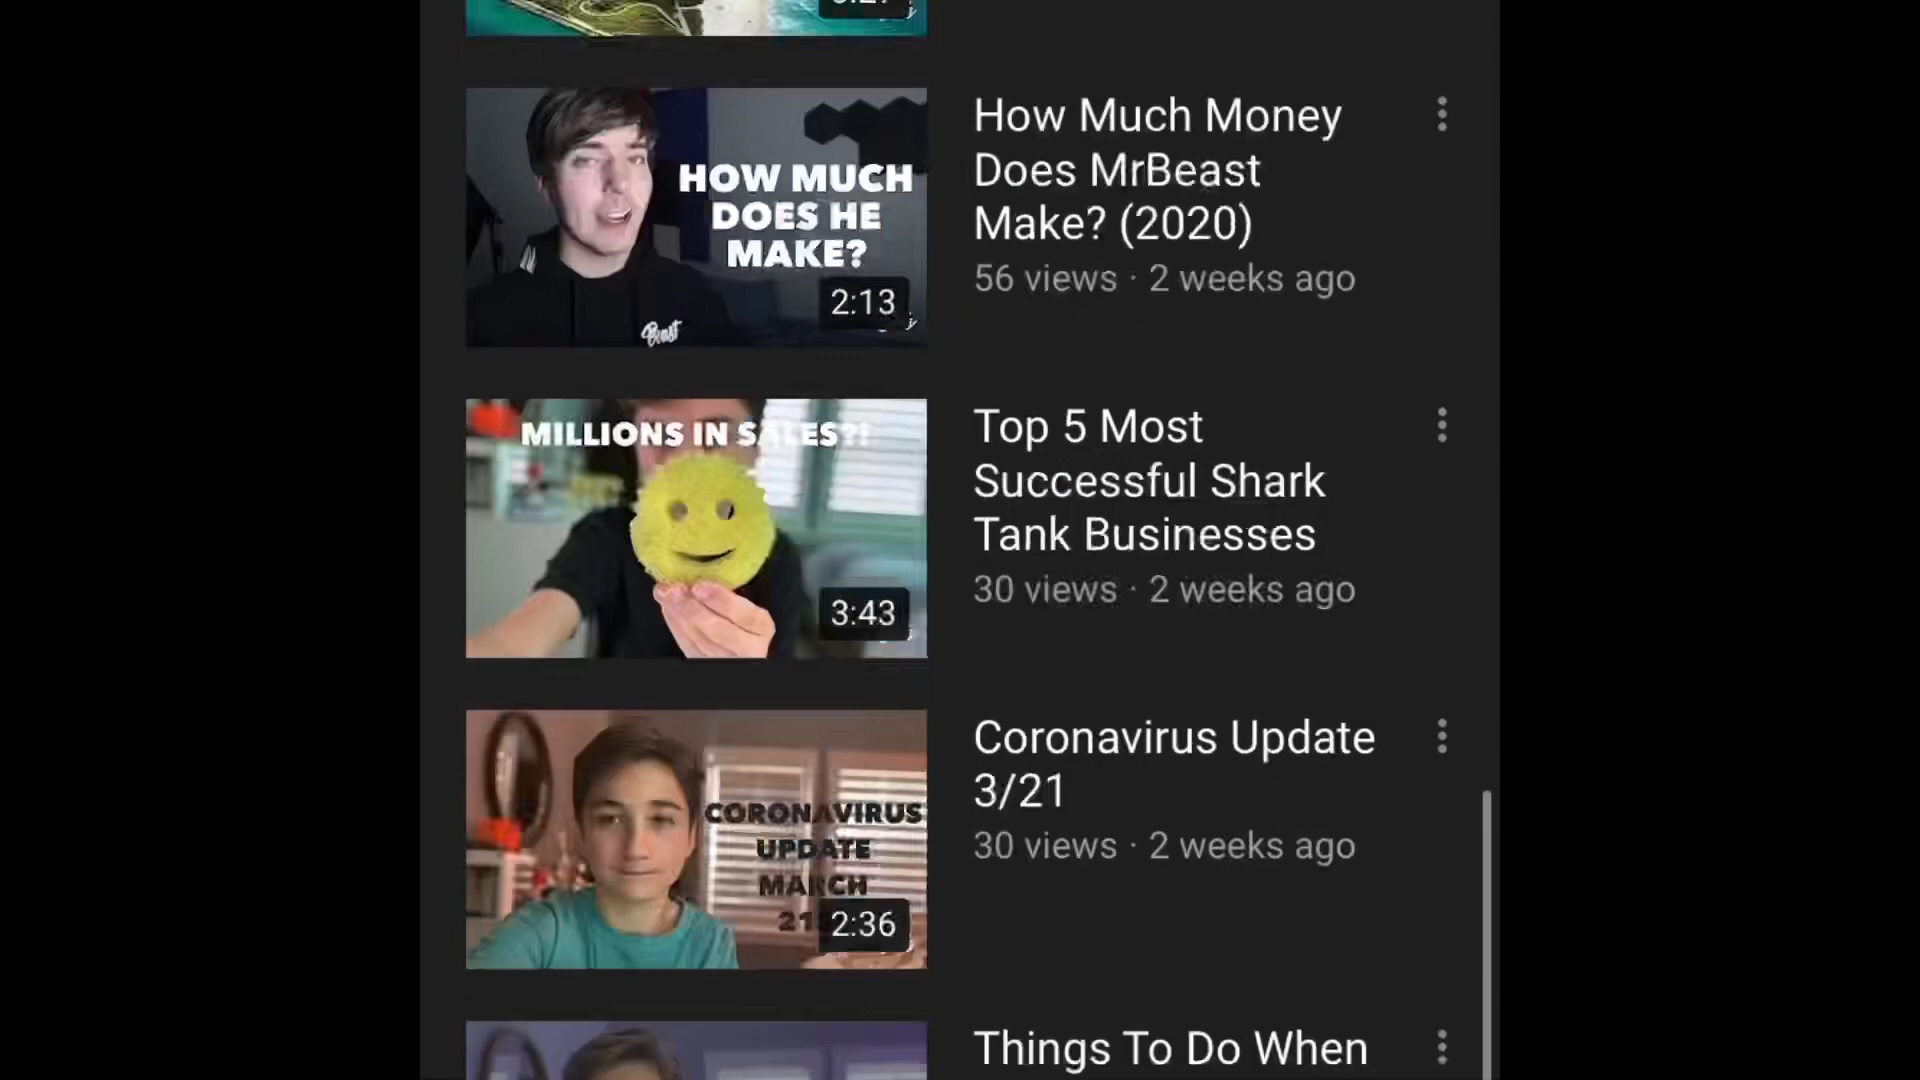 HOW MUCH
DOES HE
MAKE?
Beast
2:13
How Much Money
Does MrBeast
Make? (2020)
56 views · 2 weeks ago
MILLIONS IN SALES?!
3:43
Top 5 Most
Successful Shark
Tank Businesses
30 views · 2 weeks ago
CORONAVIRUS
UPDATE
MARCH
2:36
Coronavirus Update
3/21
30 views · 2 weeks ago
Things To Do When